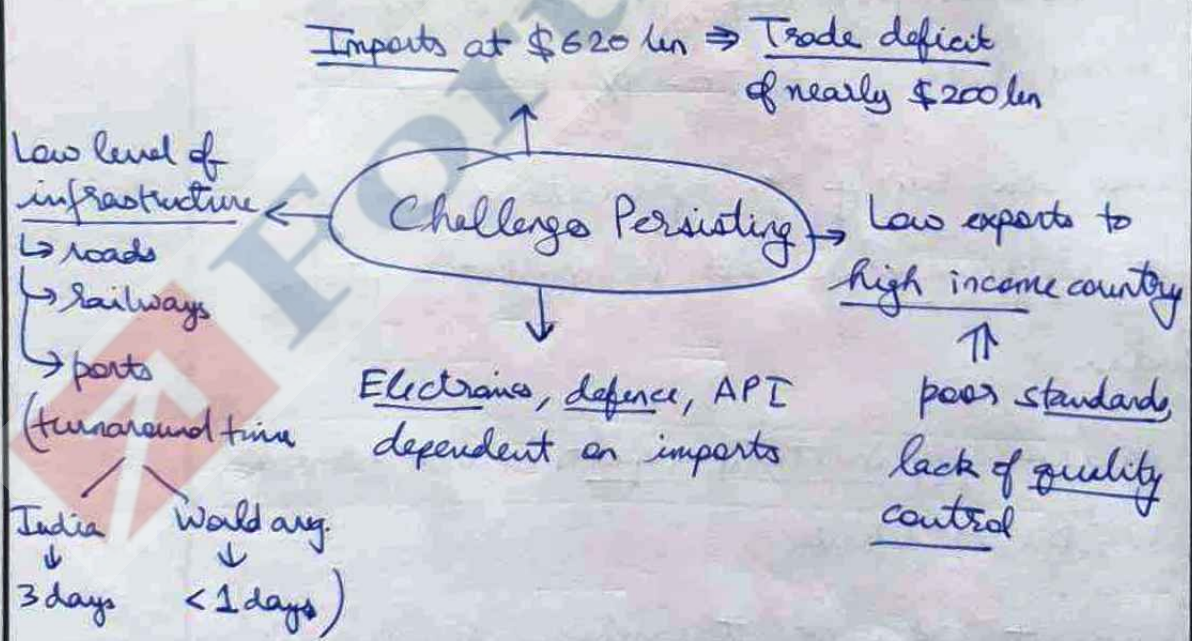 Imports at $620 bn ⇒ Trade deficit
of nearly $200 bn
↑
Low level of
infrastructure ←
↳ roads
↳ railways
↳ ports
(turnaround time
India World avg.
↓ ↓
3 days <1 days)
Challenges Persisting
↓
Electronics, defence, API
dependent on imports
→ Low exports to
high income country
⇑
poor standards,
lack of quality
control
For